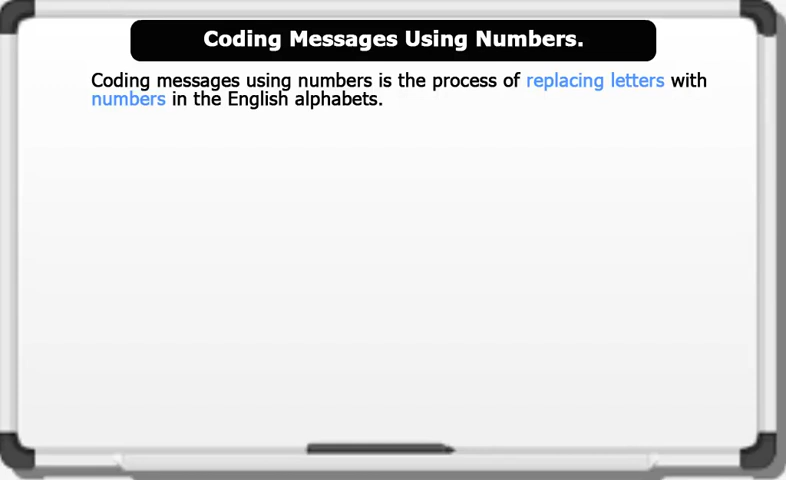 Coding Messages Using Numbers.
Coding messages using numbers is the process of replacing letters with
numbers in the English alphabets.